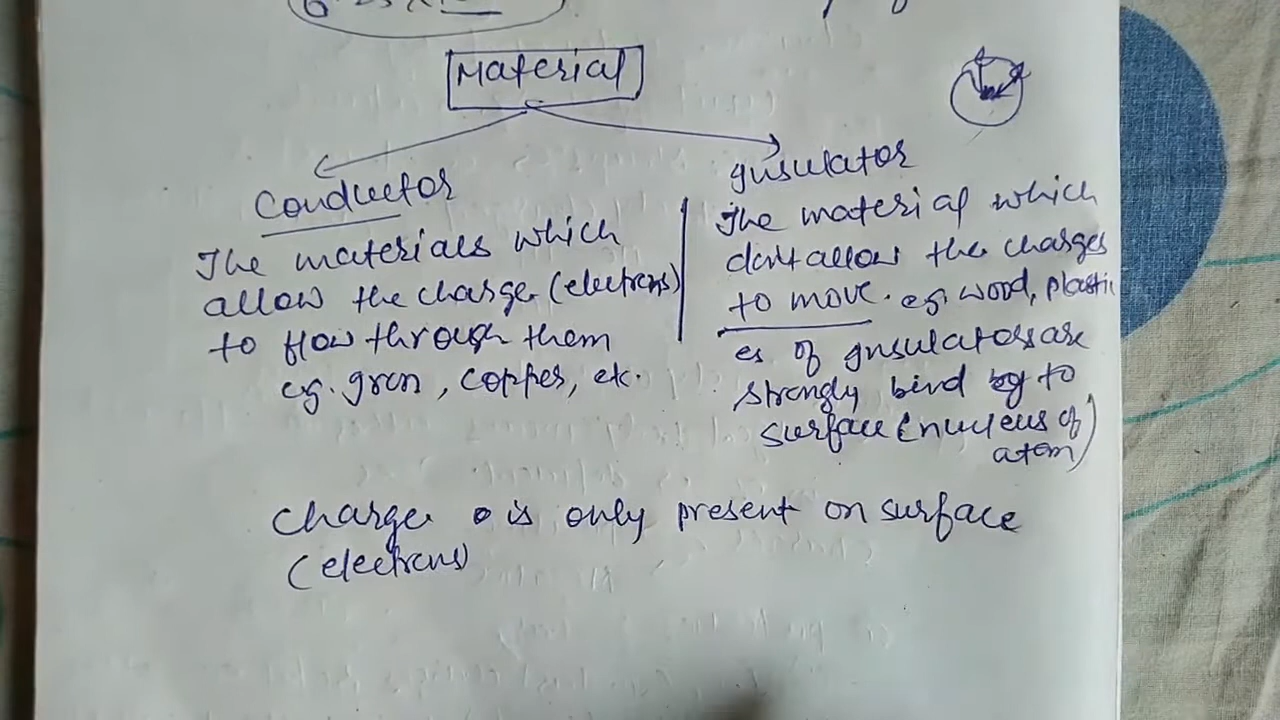 Material
Conductor
The materials which
allow the charge (electrons)
to flow through them
eg. Iron, Copper, etc.
Insulator
The material which
don't allow the charges
to move. eg. wood, plastic
es of Insulators are
strongly bind by to
surface (nucleus of
atom)
Charge is only present on surface
(electrons)